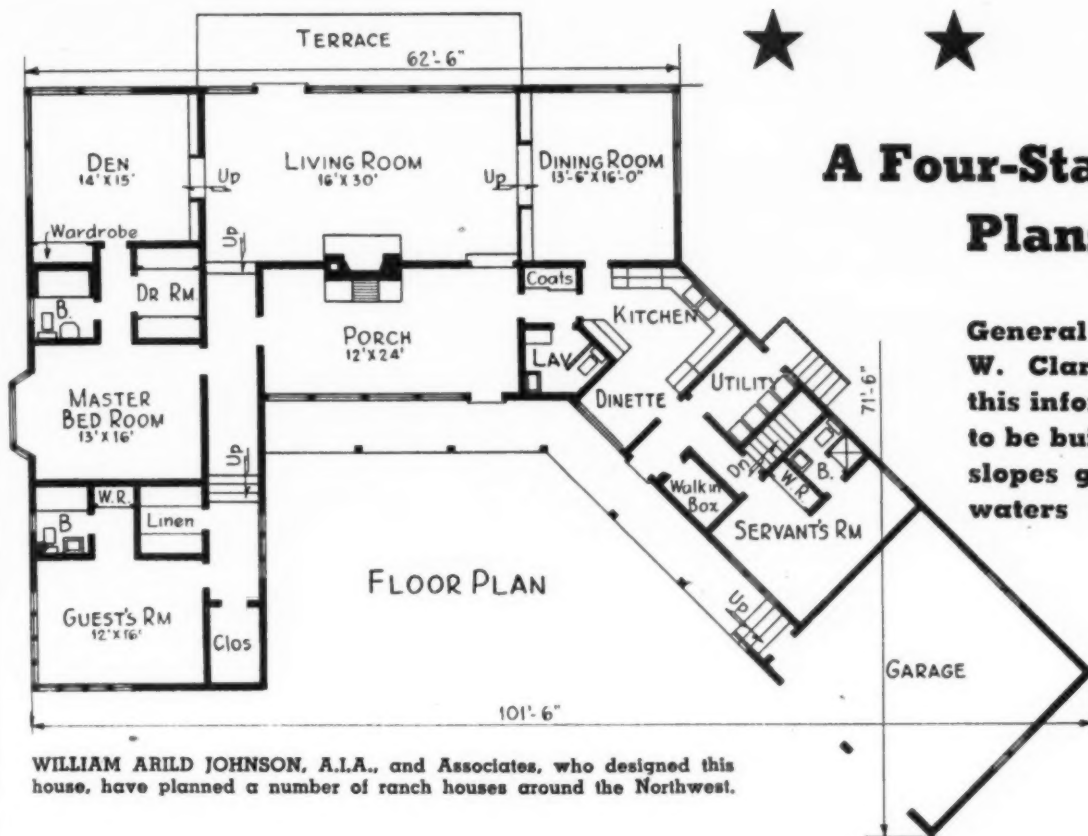 TERRACE
62'-6"
A Four-Sta
Plan
General
W. Clar
this info
to be bui
slopes g
waters
DEN
14'X15'
Up
LIVING ROOM
16'X30'
Up
DINING ROOM
13'-6"X16'-0"
Wardrobe
Up
B.
DR RM.
PORCH
12'X24'
Coats
LAV
KITCHEN
DINETTE
UTILITY
71'-6"
MASTER
BED ROOM
13'X16'
Up
W.R.
B
Linen
Walkin
Box
Dn
B.
W.R.
SERVANT'S RM
FLOOR PLAN
GUEST'S RM
12'X16'
Clos
Up
GARAGE
101'-6"
WILLIAM ARILD JOHNSON, A.I.A., and Associates, who designed this
house, have planned a number of ranch houses around the Northwest.